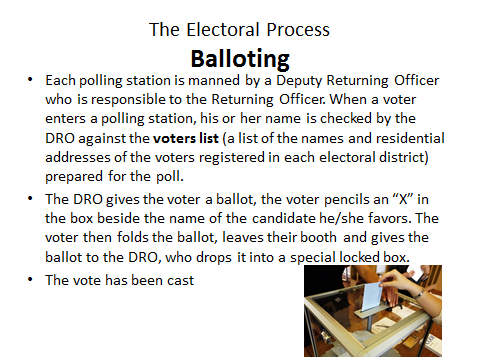 The Electoral Process
Balloting
• Each polling station is manned by a Deputy Returning Officer
who is responsible to the Returning Officer. When a voter
enters a polling station, his or her name is checked by the
DRO against the voters list (a list of the names and residential
addresses of the voters registered in each electoral district)
prepared for the poll.
• The DRO gives the voter a ballot, the voter pencils an “X” in
the box beside the name of the candidate he/she favors. The
voter then folds the ballot, leaves their booth and gives the
ballot to the DRO, who drops it into a special locked box.
• The vote has been cast